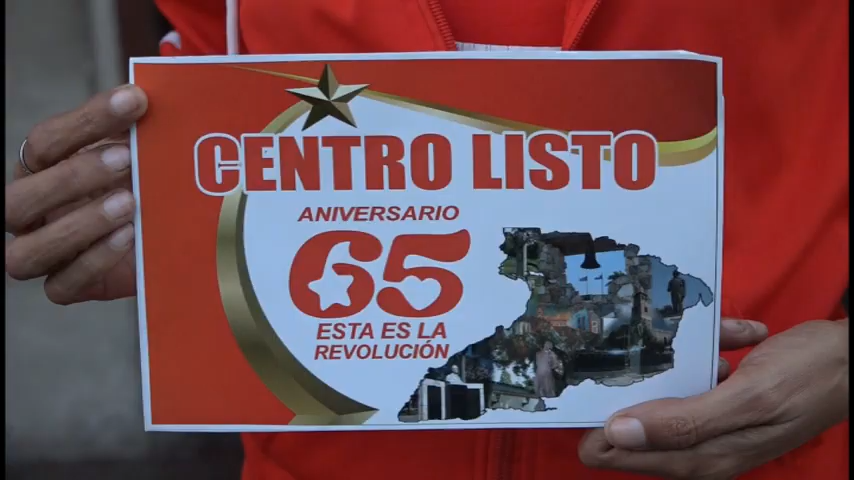 CENTRO LISTO
ANIVERSARIO
65
ESTA ES LA
REVOLUCIÓN